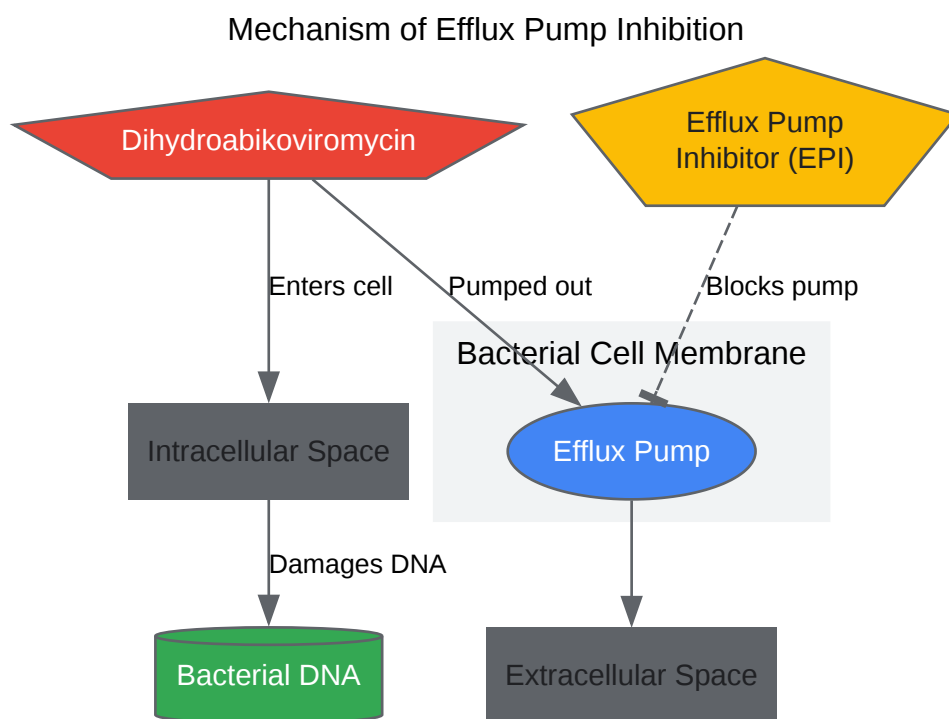 Mechanism of Efflux Pump Inhibition
Dihydroabikoviromycin
Efflux Pump
Inhibitor (EPI)
Enters cell
Pumped out
Blocks pump
Bacterial Cell Membrane
Intracellular Space
Efflux Pump
Damages DNA
Bacterial DNA
Extracellular Space